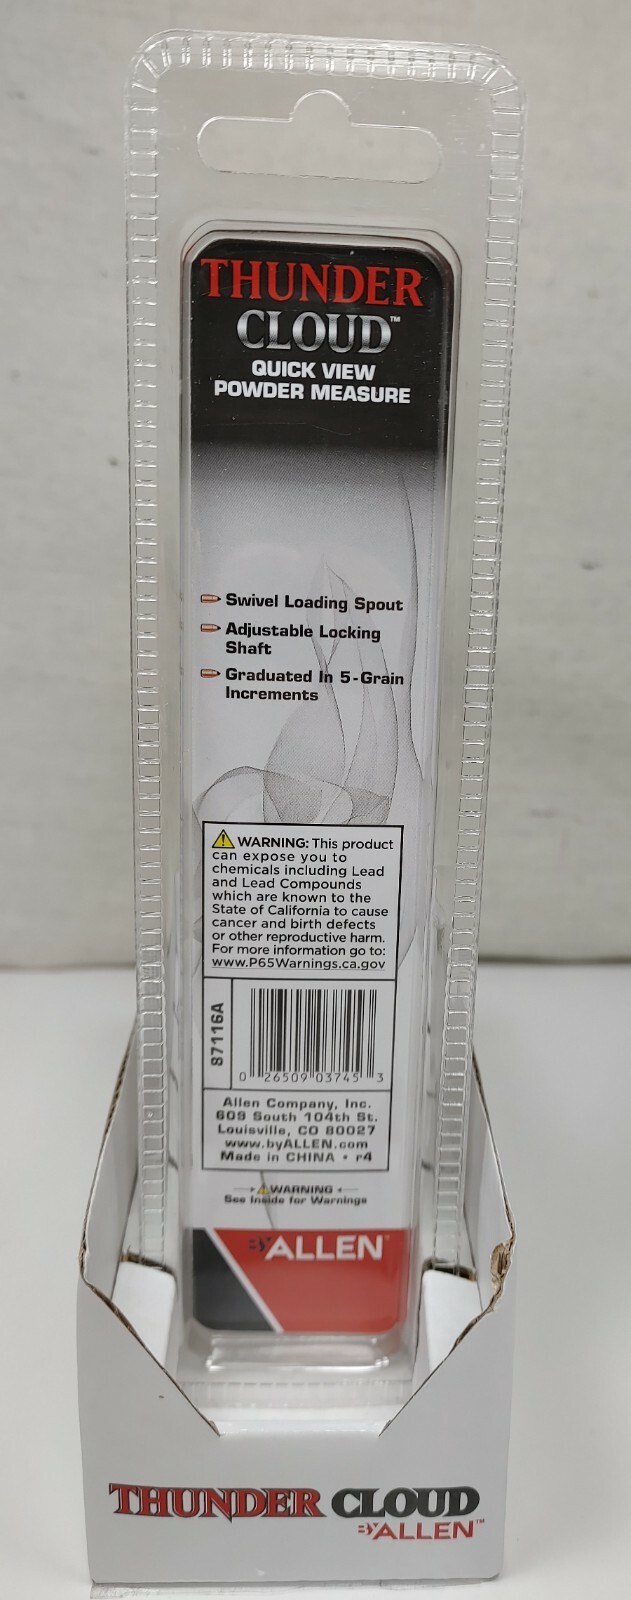 THUNDER
CLOUD™
QUICK VIEW
POWDER MEASURE
Swivel Loading Spout
Adjustable Locking
Shaft
Graduated In 5-Grain
Increments
WARNING: This product
can expose you to
chemicals including Lead
and Lead Compounds
which are known to the
State of California to cause
cancer and birth defects
or other reproductive harm.
For more information go to:
www.P65Warnings.ca.gov
87116A
0 26509 03745 3
Allen Company, Inc.
609 South 104th St.
Louisville, CO 80027
www.byALLEN.com
Made in CHINA • r4
WARNING
See Inside for Warnings
BY ALLEN
THUNDER CLOUD
BY ALLEN™